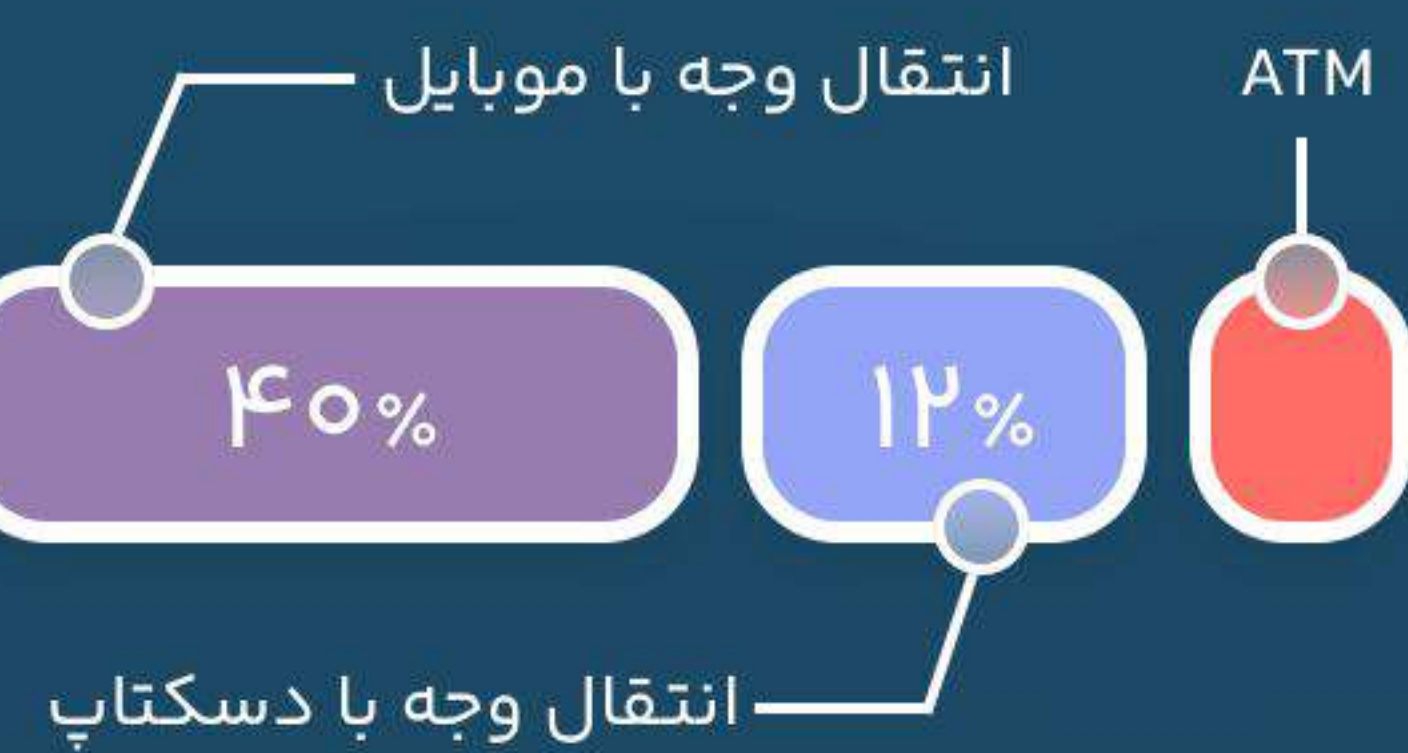 ATM
انتقال وجه با موبایل
۱۲%
۴۰%
انتقال وجه با دسکتاپ